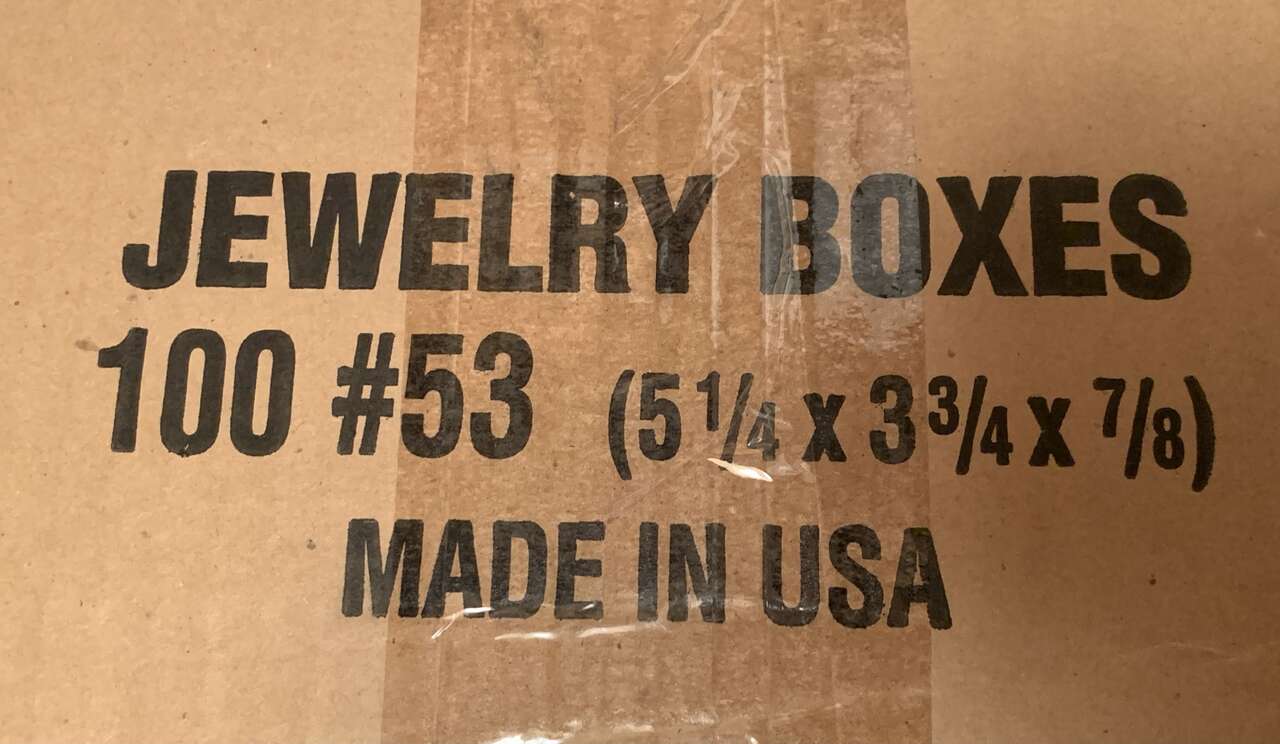 JEWELRY BOXES
100 #53 (5 1/4 x 3 3/4 x 7/8)
MADE IN USA